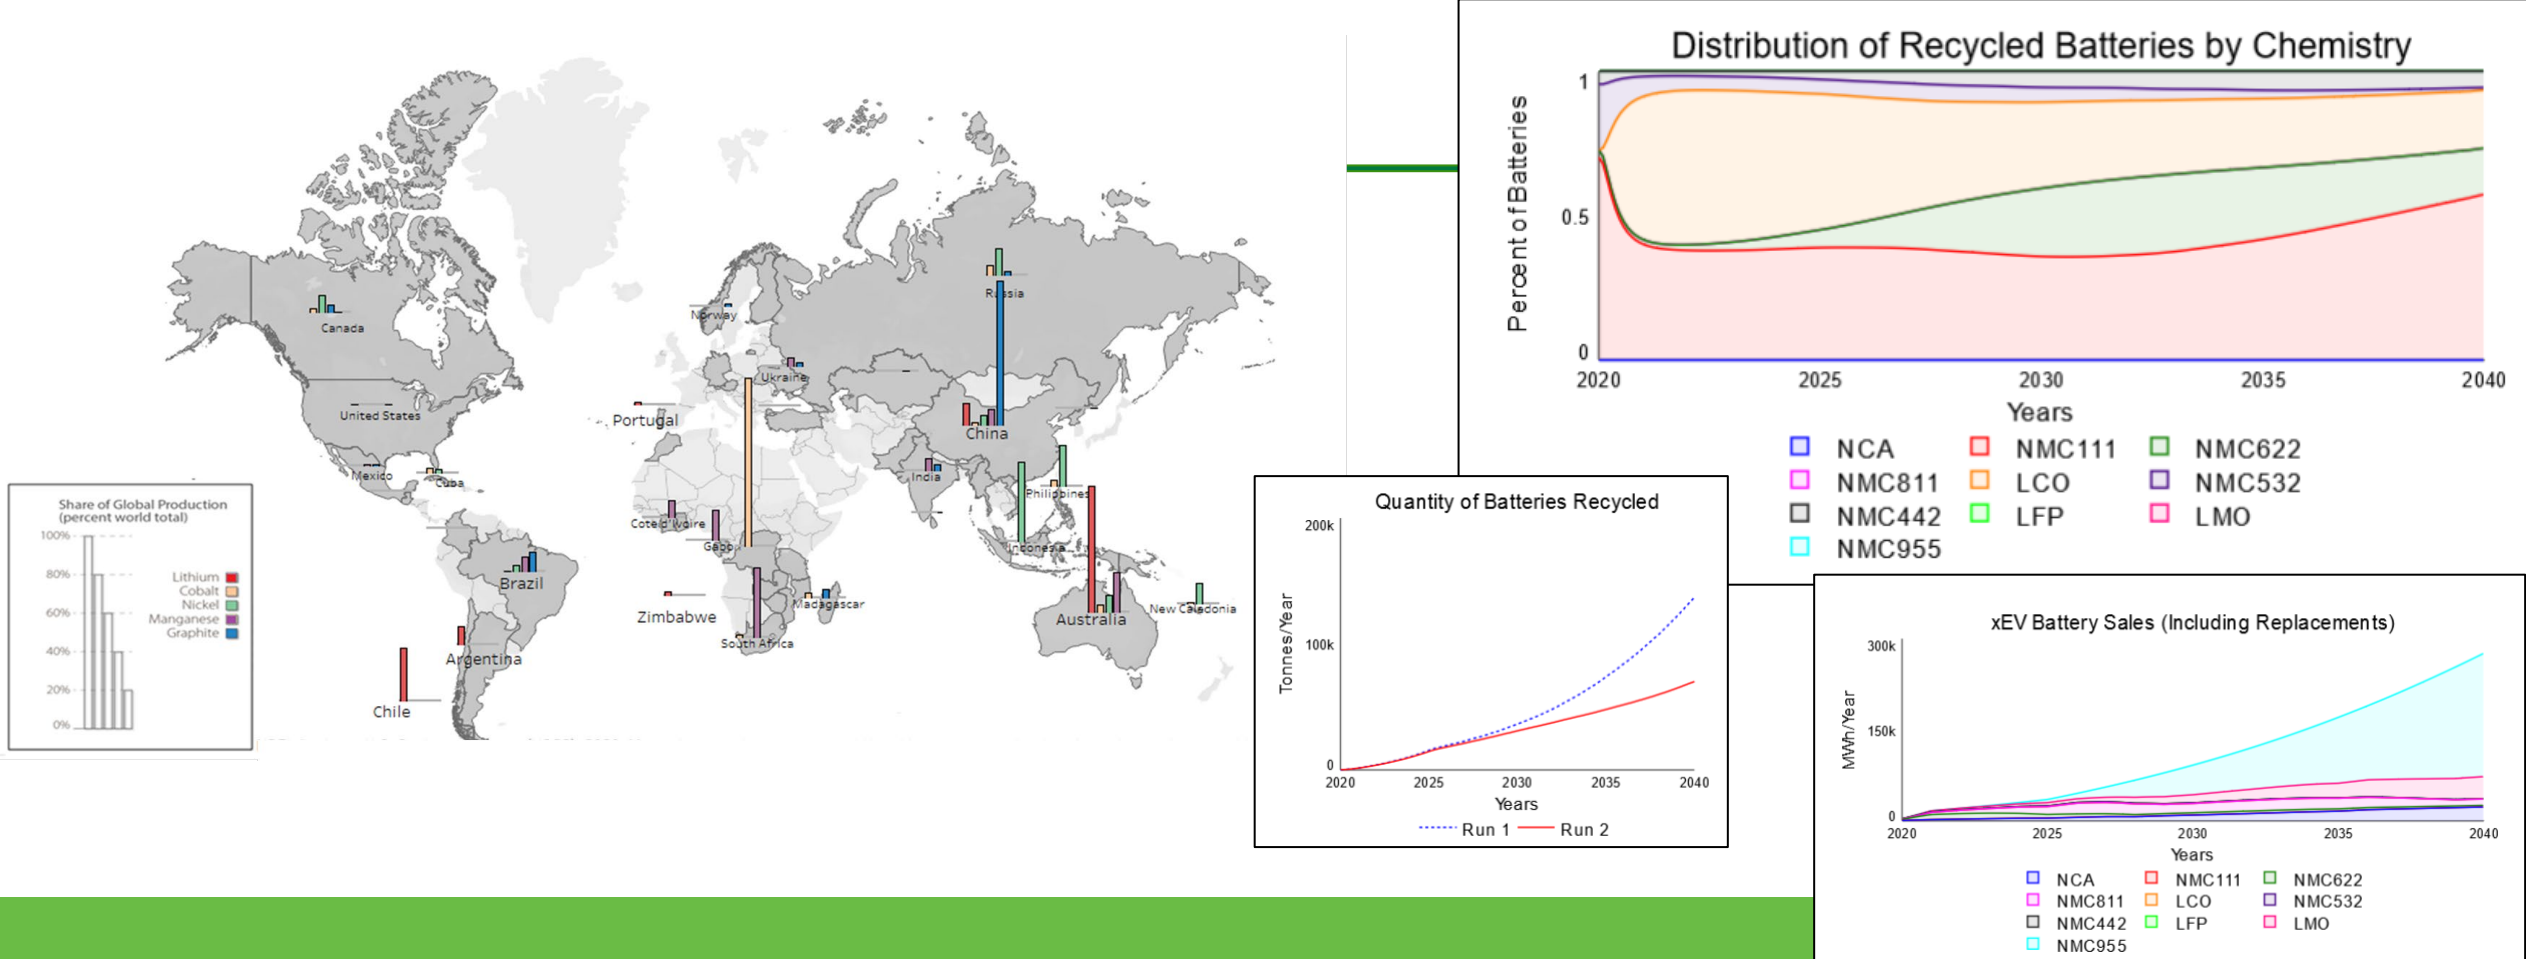 Canada
United States
Mexico
Cuba
Brazil
Argentina
Chile
Norway
Ukraine
Portugal
Russia
China
India
Philippines
Indonesia
Coted'Ivoire
Gabon
Zimbabwe
Madagascar
South Africa
Australia
New Caledonia
Share of Global Production
(percent world total)
100%
80%
60%
40%
20%
0%
Lithium
Cobalt
Nickel
Manganese
Graphite
Distribution of Recycled Batteries by Chemistry
Percent of Batteries
1
0.5
0
2020 2025 2030 2035 2040
Years
NCA NMC111 NMC622
NMC811 LCO NMC532
NMC442 LFP LMO
NMC955
Quantity of Batteries Recycled
Tonnes/Year
200k
100k
0
2020 2025 2030 2035 2040
Years
Run 1 Run 2
xEV Battery Sales (Including Replacements)
MWh/Year
300k
150k
0
2020 2025 2030 2035 2040
Years
NCA NMC111 NMC622
NMC811 LCO NMC532
NMC442 LFP LMO
NMC955